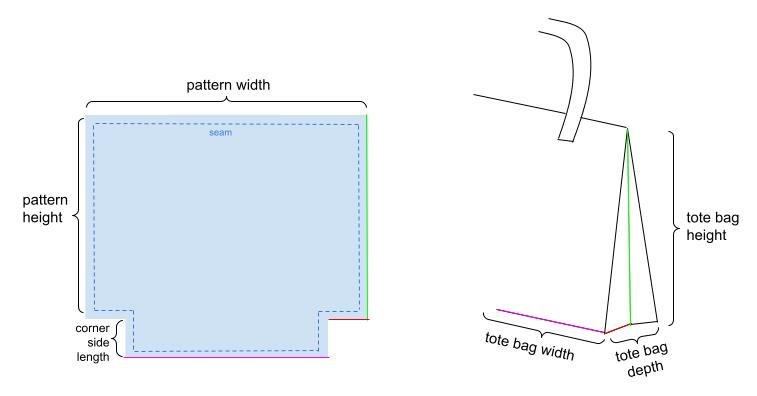 pattern width
seam
pattern
height
corner
side
length
tote bag
height
tote bag width
tote bag
depth